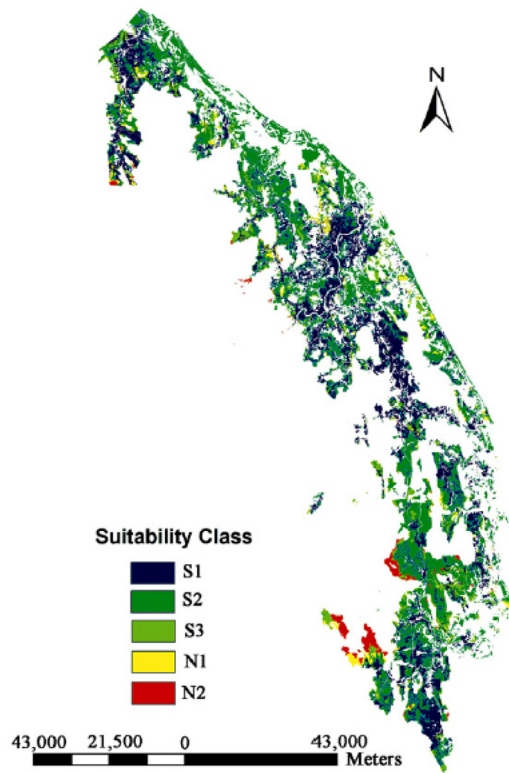 N
Suitability Class
S1
S2
S3
N1
N2
43,000 21,500 0 43,000
Meters